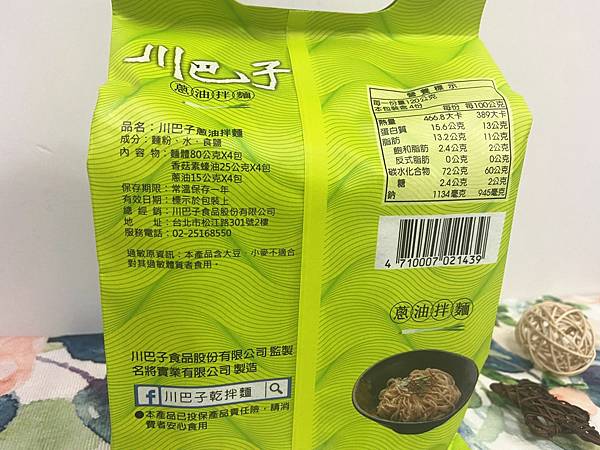 川巴子
蔥油拌麵
品名：川巴子蔥油拌麵
成分：麵粉、水、食鹽
內 容 物：麵體80公克X4包
香菇素蠔油25公克X4包
蔥油15公克X4包
保存期限：常溫保存一年
有效日期：標示於包裝上
總 經 銷：川巴子食品股份有限公司
地　　址：台北市松江路301號2樓
服務電話：02-25168550
過敏原資訊：本產品含大豆、小麥不適合
對其過敏體質者食用。
川巴子食品股份有限公司 監製
名將實業有限公司 製造
f 川巴子乾拌麵
●本產品已投保產品責任險，請消
費者安心食用
營養標示
每一份量120公克
本包裝含 4份
每份 每100公克
熱量 466.8大卡 389大卡
蛋白質 15.6公克 13公克
脂肪 13.2公克 11公克
飽和脂肪 2.4公克 2公克
反式脂肪 0公克 0公克
碳水化合物 72公克 60公克
糖 2.4公克 2公克
鈉 1134毫克 945毫克
4 710007 021439
蔥油拌麵